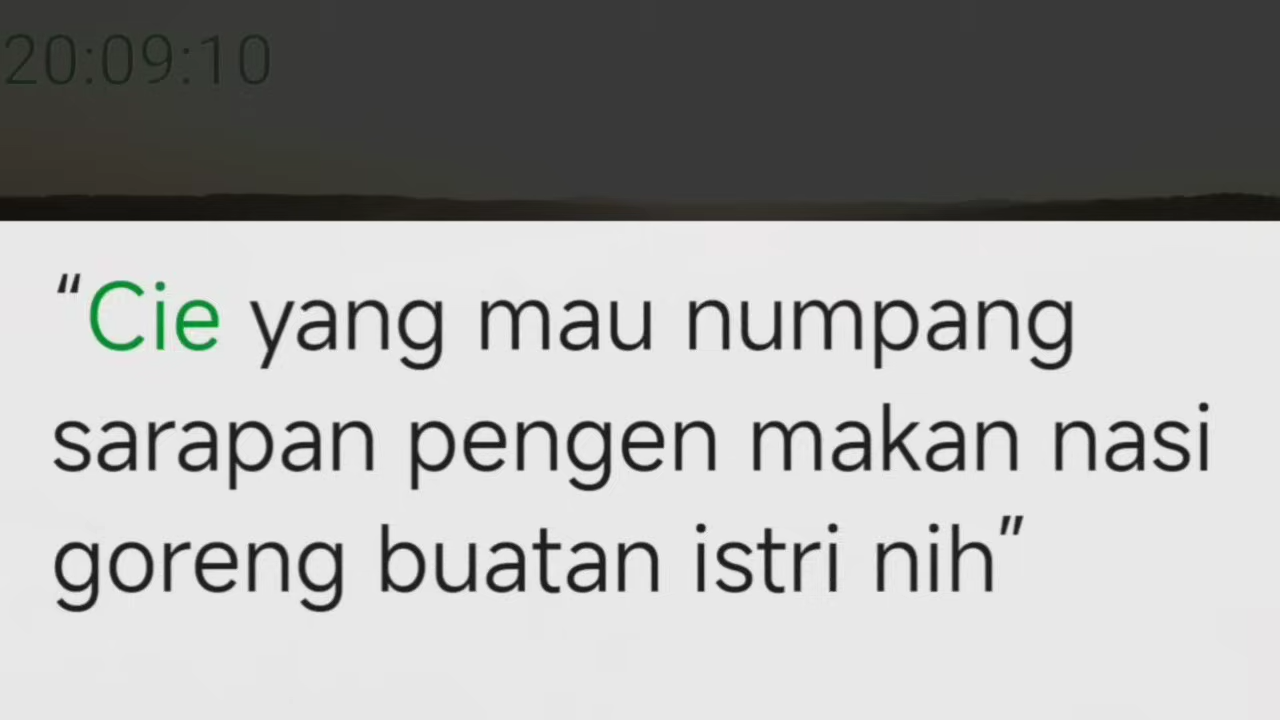 20:09:10
“Cie yang mau numpang
sarapan pengen makan nasi
goreng buatan istri nih”